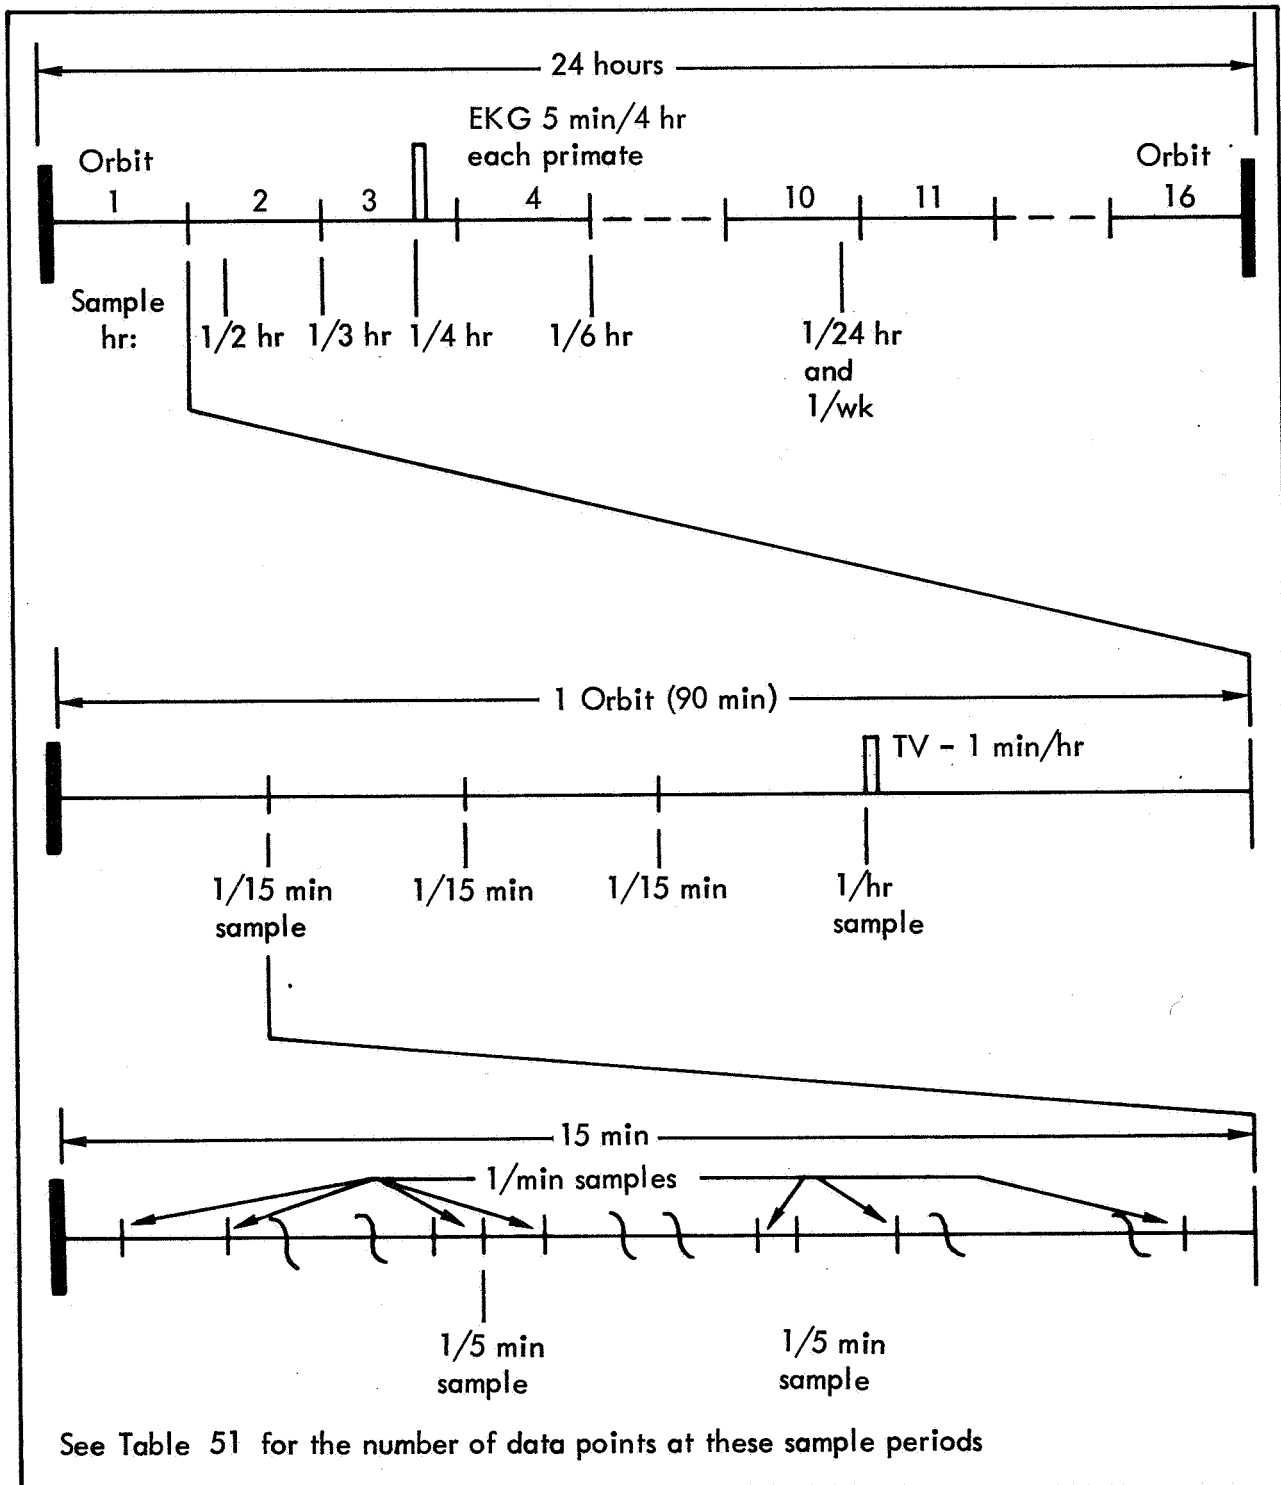 24 hours
EKG 5 min/4 hr
each primate
Orbit
Orbit
1 2 3 4 10 11 16
Sample
hr:
1/2 hr 1/3 hr 1/4 hr 1/6 hr 1/24 hr
and
1/wk
1 Orbit (90 min)
TV - 1 min/hr
1/15 min
sample
1/15 min
1/15 min
1/hr
sample
15 min
1/min samples
1/5 min
sample
1/5 min
sample
See Table 51 for the number of data points at these sample periods